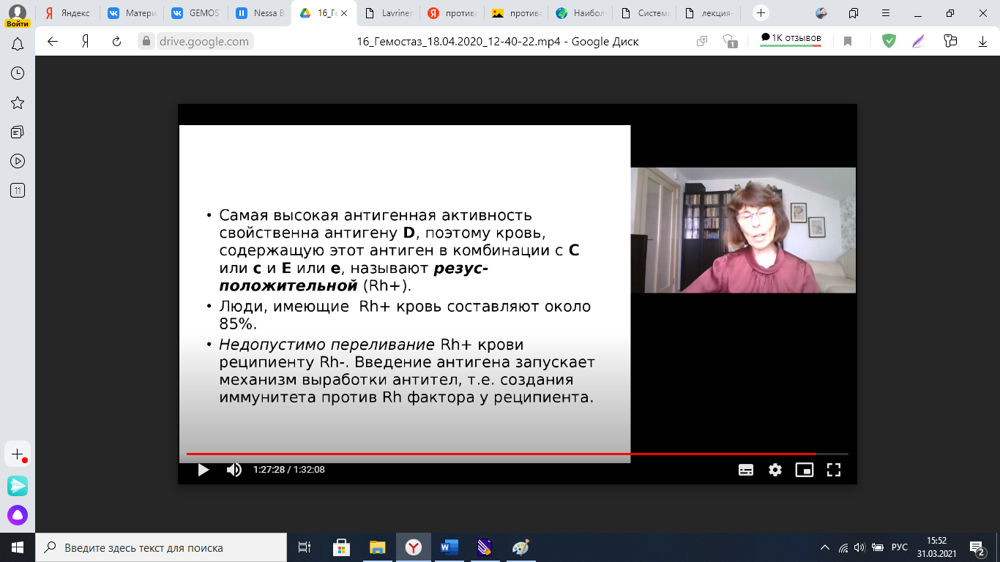 Войти
Яндекс
Матери
GEMOS
Nessa B
16_Ге
Lavriner
против
против
Наибол
Система
лекция-
drive.google.com
16_Гемостаз_18.04.2020_12-40-22.mp4 - Google Диск
1
1K отзывов
11
• Самая высокая антигенная активность
свойственна антигену D, поэтому кровь,
содержащую этот антиген в комбинации с C
или c и E или e, называют резус-
положительной (Rh+).
• Люди, имеющие Rh+ кровь составляют около
85%.
• Недопустимо переливание Rh+ крови
реципиенту Rh-. Введение антигена запускает
механизм выработки антител, т.е. создания
иммунитета против Rh фактора у реципиента.
1:27:28 / 1:32:08
Введите здесь текст для поиска
РУС
15:52
31.03.2021
2